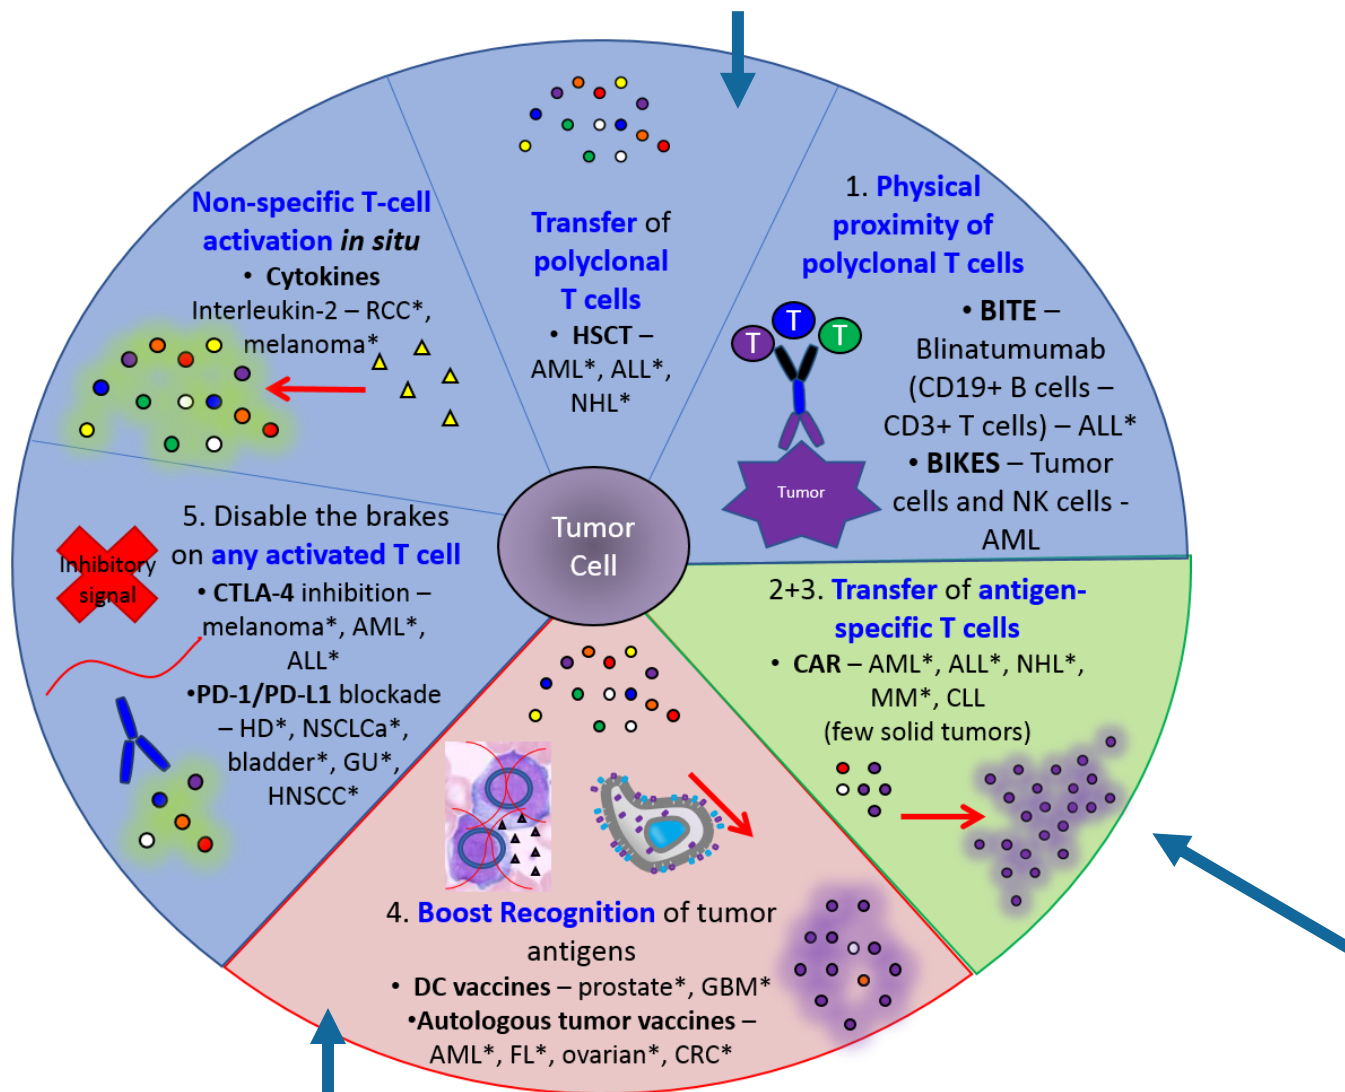 Non-specific T-cell
activation in situ
• Cytokines
Interleukin-2 – RCC*,
melanoma*
Transfer of
polyclonal
T cells
• HSCT –
AML*, ALL*,
NHL*
1. Physical
proximity of
polyclonal T cells
• BITE –
Blinatumumab
(CD19+ B cells –
CD3+ T cells) – ALL*
• BIKES – Tumor
cells and NK cells -
AML
T
T
T
Tumor
Tumor
Cell
2+3. Transfer of antigen-
specific T cells
• CAR – AML*, ALL*, NHL*,
MM*, CLL
(few solid tumors)
4. Boost Recognition of tumor
antigens
• DC vaccines – prostate*, GBM*
•Autologous tumor vaccines –
AML*, FL*, ovarian*, CRC*
5. Disable the brakes
on any activated T cell
• CTLA-4 inhibition –
melanoma*, AML*,
ALL*
•PD-1/PD-L1 blockade
– HD*, NSCLCa*,
bladder*, GU*,
HNSCC*
Inhibitory
signal